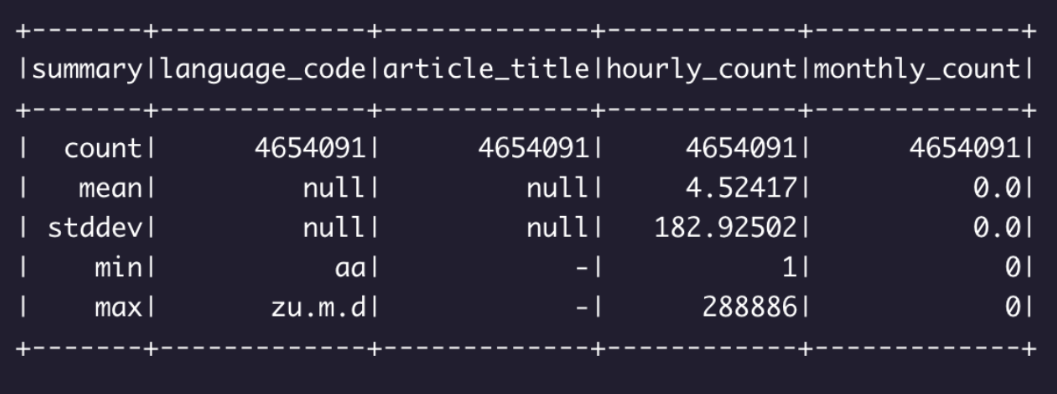 +-------+-------------+-------------+------------+-------------+
|summary|language_code|article_title|hourly_count|monthly_count|
+-------+-------------+-------------+------------+-------------+
|  count|      4654091|      4654091|     4654091|      4654091|
|   mean|         null|         null|     4.52417|          0.0|
| stddev|         null|         null|   182.92502|          0.0|
|    min|           aa|            -|           1|            0|
|    max|       zu.m.d|            -|      288886|            0|
+-------+-------------+-------------+------------+-------------+